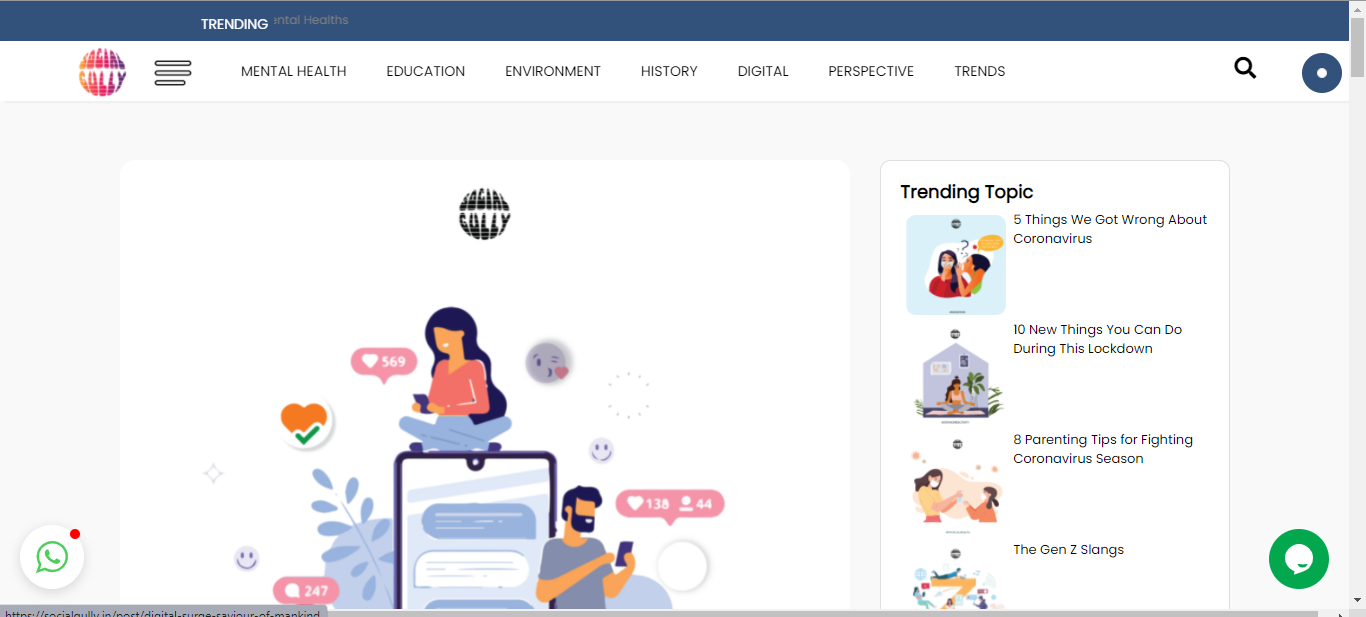 TRENDING ental Healths
SOCIAL
GULLY
MENTAL HEALTH EDUCATION ENVIRONMENT HISTORY DIGITAL PERSPECTIVE TRENDS
SOCIAL
GULLY
569
138 44
247
Trending Topic
5 Things We Got Wrong About
Coronavirus
10 New Things You Can Do
During This Lockdown
8 Parenting Tips for Fighting
Coronavirus Season
The Gen Z Slangs
https://socialgully.in/post/digital-surge-saviour-of-mankind